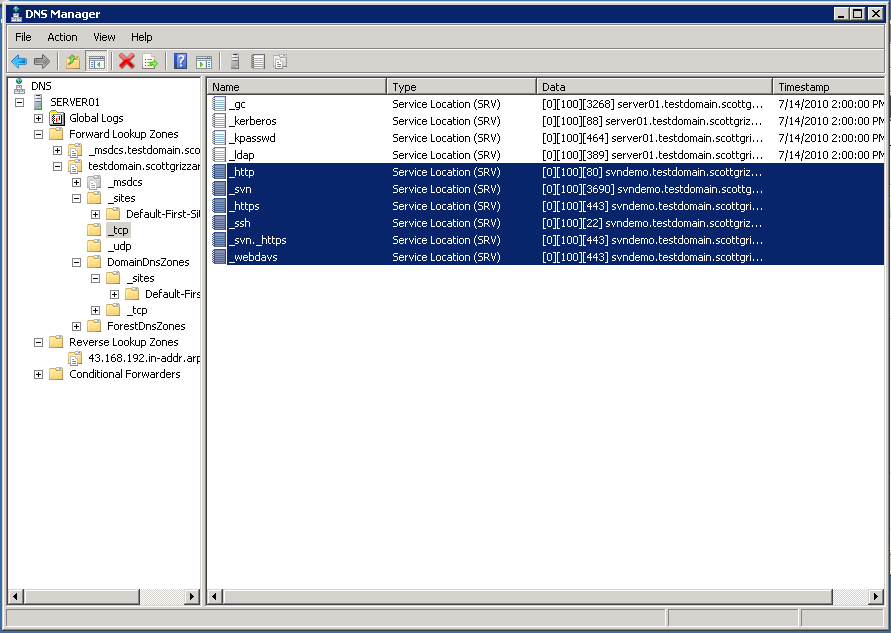 DNS Manager
File Action View Help
DNS
SERVER01
Global Logs
Forward Lookup Zones
_msdcs.testdomain.sco
testdomain.scottgrizzar
_msdcs
_sites
Default-First-Sit
_tcp
_udp
DomainDnsZones
_sites
Default-Firs
_tcp
ForestDnsZones
Reverse Lookup Zones
43.168.192.in-addr.arp
Conditional Forwarders
Name Type Data Timestamp
_gc Service Location (SRV) [0][100][3268] server01.testdomain.scottg... 7/14/2010 2:00:00 PM
_kerberos Service Location (SRV) [0][100][88] server01.testdomain.scottgriz... 7/14/2010 2:00:00 PM
_kpasswd Service Location (SRV) [0][100][464] server01.testdomain.scottgri... 7/14/2010 2:00:00 PM
_ldap Service Location (SRV) [0][100][389] server01.testdomain.scottgri... 7/14/2010 2:00:00 PM
_http Service Location (SRV) [0][100][80] svndemo.testdomain.scottgri...
_svn Service Location (SRV) [0][100][3690] svndemo.testdomain.scottg...
_https Service Location (SRV) [0][100][443] svndemo.testdomain.scottgri...
_ssh Service Location (SRV) [0][100][22] svndemo.testdomain.scottgriz...
_svn._https Service Location (SRV) [0][100][443] svndemo.testdomain.scottgri...
_webdavs Service Location (SRV) [0][100][443] svndemo.testdomain.scottgri...